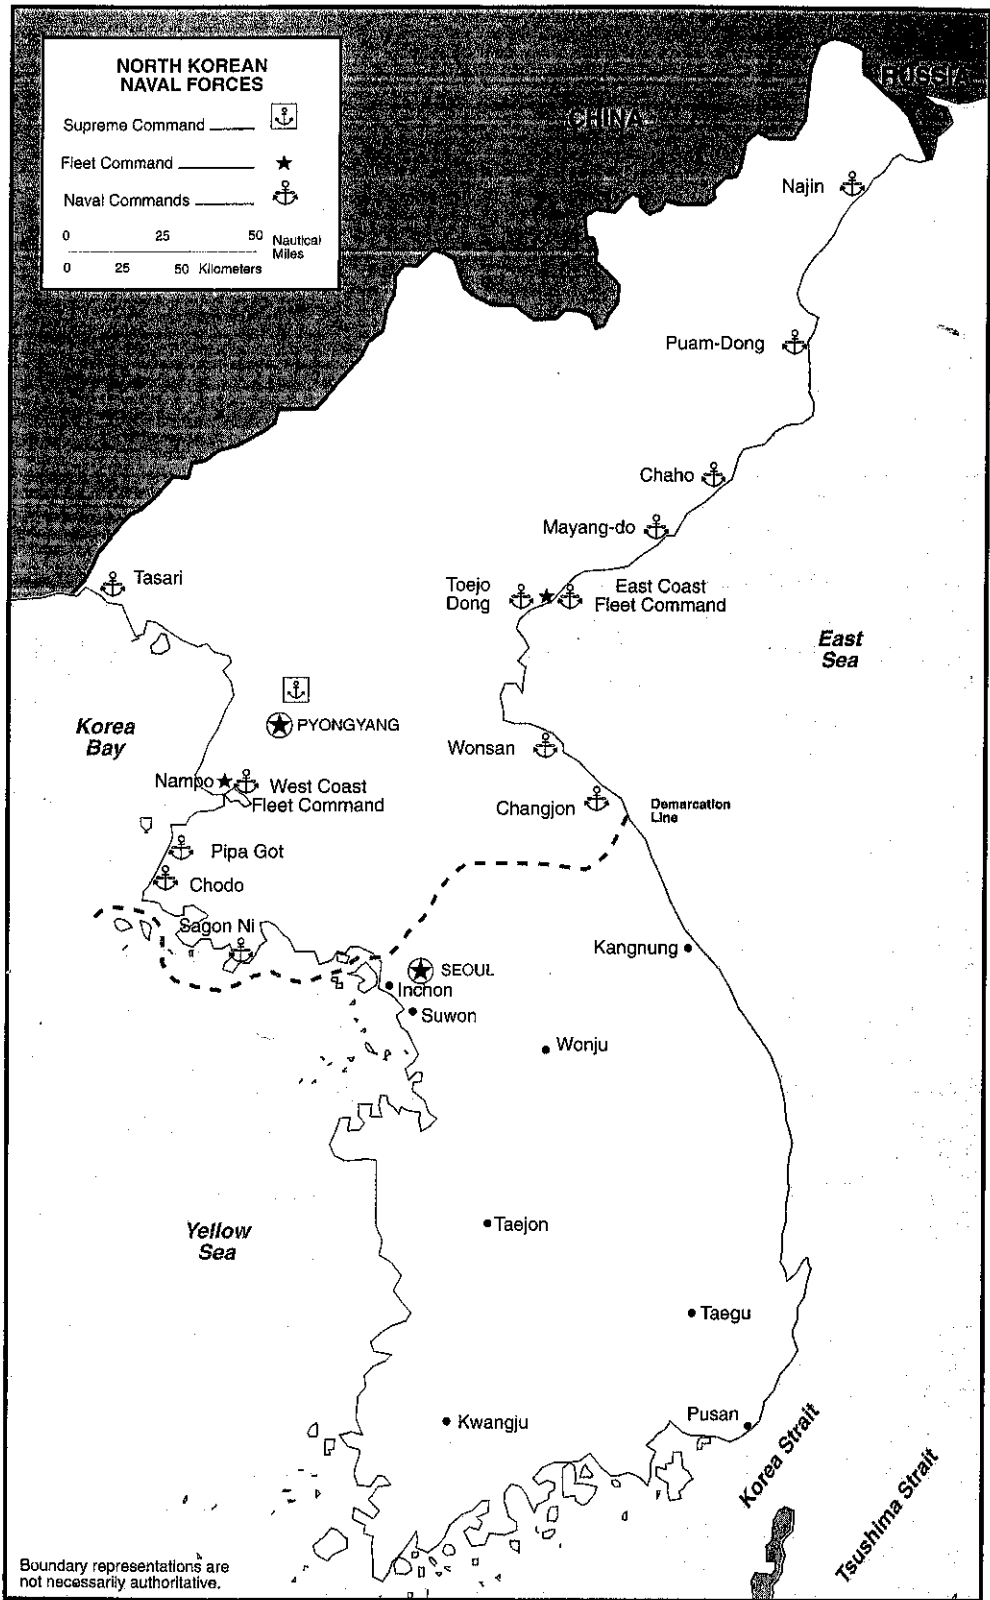 NORTH KOREAN
NAVAL FORCES
Supreme Command
Fleet Command
Naval Commands
0 25 50 Nautical
Miles
0 25 50 Kilometers
RUSSIA
CHINA
Najin
Puam-Dong
Chaho
Mayang-do
Tasari
Toejo
Dong
East Coast
Fleet Command
East
Sea
Korea
Bay
PYONGYANG
Wonsan
Nampo
West Coast
Fleet Command
Changjon
Demarcation
Line
Pipa Got
Chodo
Sagon Ni
Kangnung
SEOUL
Inchon
Suwon
Wonju
Yellow
Sea
Taejon
Taegu
Kwangju
Pusan
Korea Strait
Tsushima Strait
Boundary representations are
not necessarily authoritative.